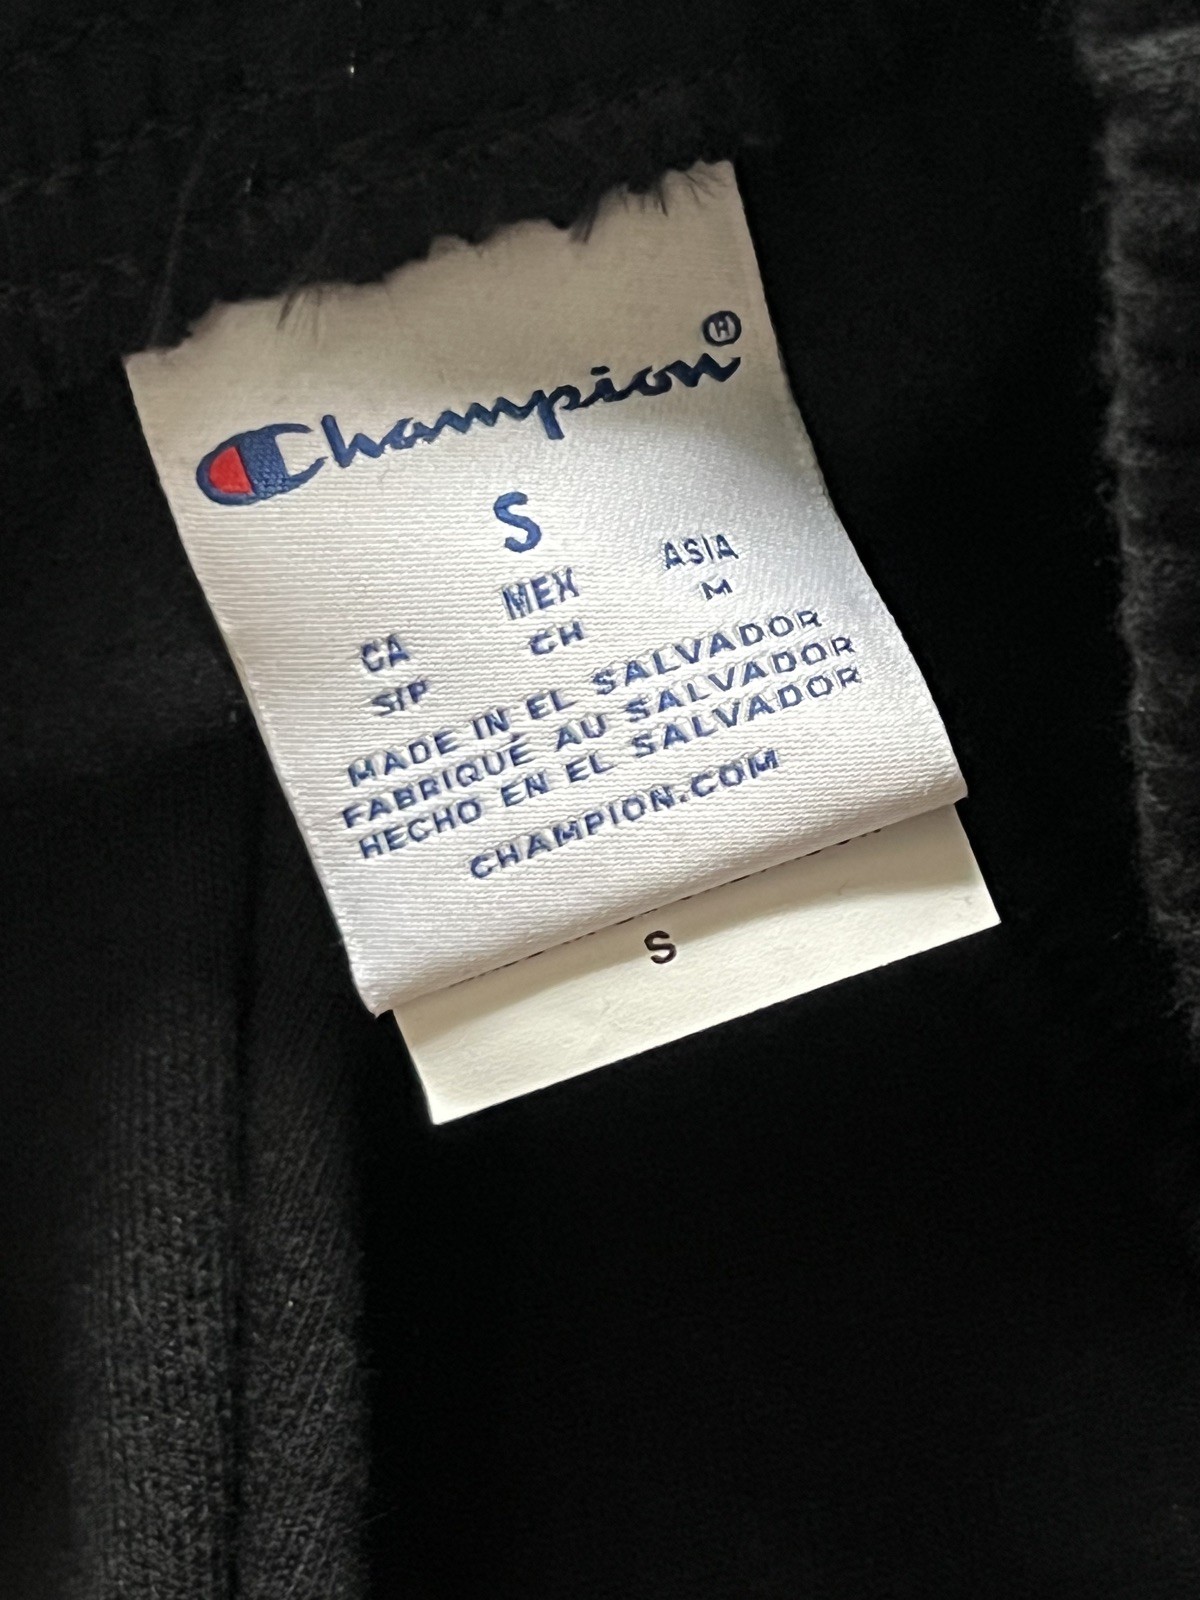 Champion®
S
CA MEX ASIA
S/P CH M
MADE IN EL SALVADOR
FABRIQUÉ AU SALVADOR
HECHO EN EL SALVADOR
CHAMPION.COM
S